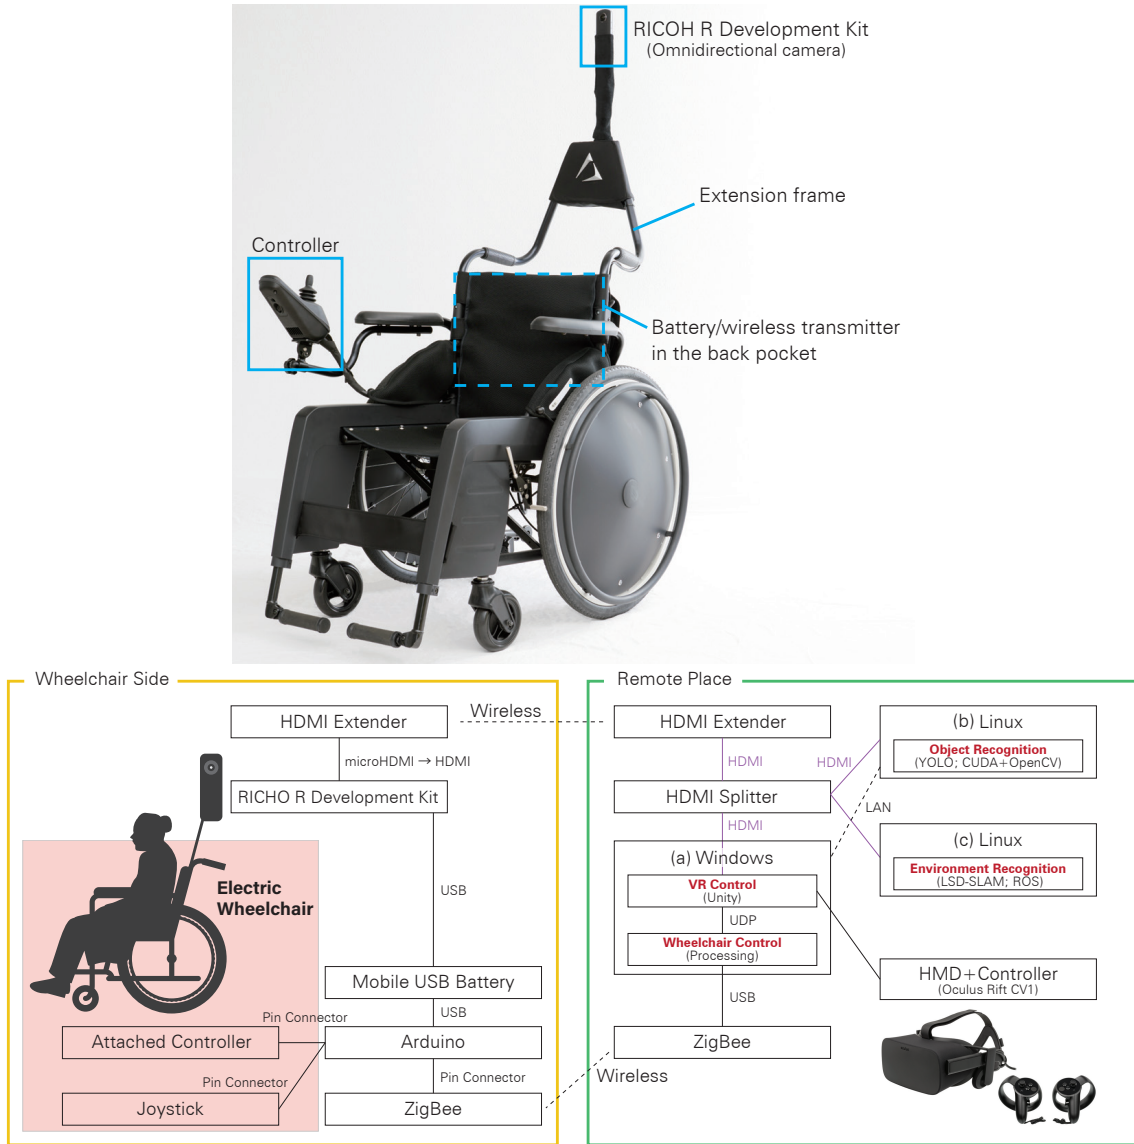 RICOH R Development Kit
(Omnidirectional camera)
Extension frame
Controller
Battery/wireless transmitter
in the back pocket
Wheelchair Side
HDMI Extender
microHDMI → HDMI
RICHO R Development Kit
USB
Electric
Wheelchair
Mobile USB Battery
USB
Pin Connector
Attached Controller
Arduino
Pin Connector
Pin Connector
Joystick
ZigBee
Wireless
Wireless
Remote Place
HDMI Extender
HDMI
HDMI Splitter
HDMI
HDMI
(a) Windows
VR Control
(Unity)
UDP
Wheelchair Control
(Processing)
USB
ZigBee
(b) Linux
Object Recognition
(YOLO; CUDA+OpenCV)
LAN
(c) Linux
Environment Recognition
(LSD-SLAM; ROS)
HMD+Controller
(Oculus Rift CV1)